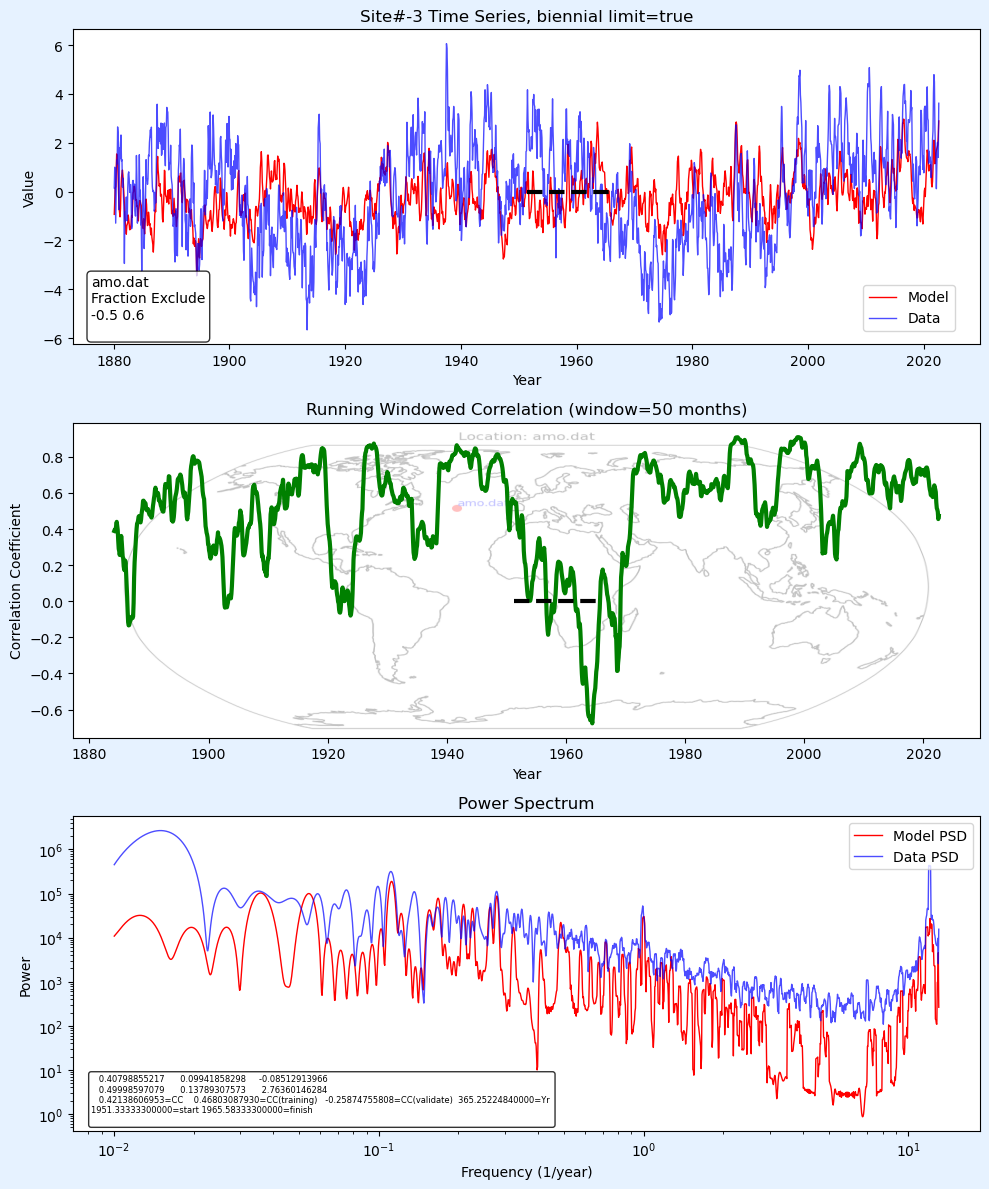 Site#-3 Time Series, biennial limit=true
Value
6
4
2
0
−2
−4
−6
amo.dat
Fraction Exclude
-0.5 0.6
Model
Data
1880 1900 1920 1940 1960 1980 2000 2020
Year
Running Windowed Correlation (window=50 months)
Location: amo.dat
amo.dat
Correlation Coefficient
0.8
0.6
0.4
0.2
0.0
−0.2
−0.4
−0.6
1880 1900 1920 1940 1960 1980 2000 2020
Year
Power Spectrum
Model PSD
Data PSD
Power
10⁶
10⁵
10⁴
10³
10²
10¹
10⁰
0.40798855217 0.09941858298 -0.08512913966
0.49998597079 0.13789307573 2.76360146284
0.42138606953=CC 0.46803087930=CC(training) -0.25874755808=CC(validate) 365.25224840000=Yr
1951.33333300000=start 1965.58333300000=finish
10⁻² 10⁻¹ 10⁰ 10¹
Frequency (1/year)